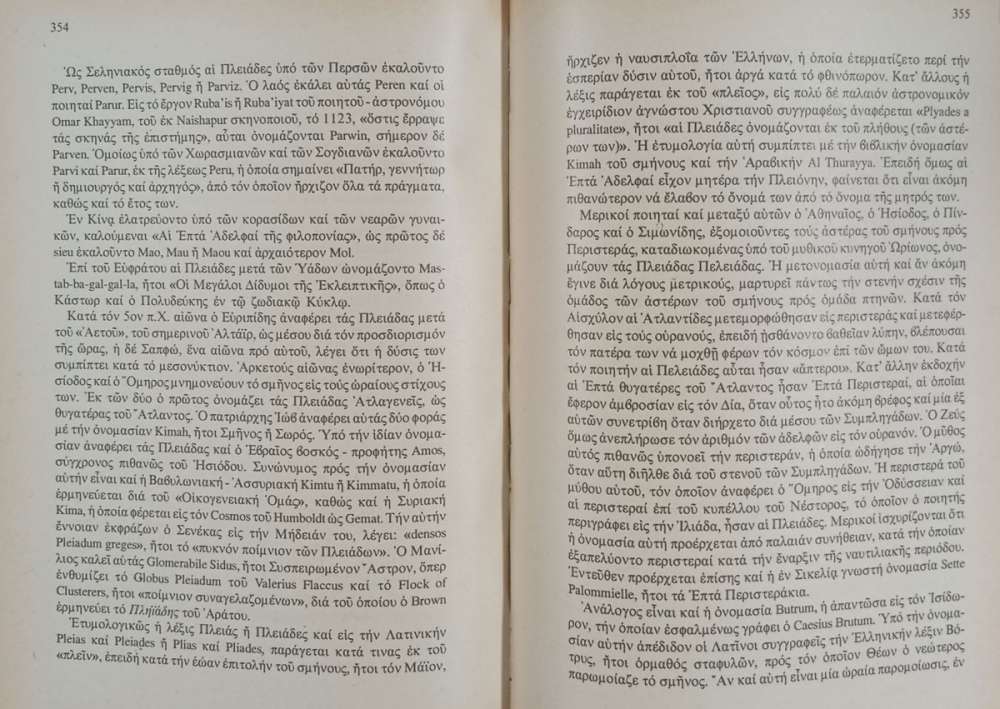 354
Ὡς Σεληνιακός σταθμός αἱ Πλειάδες ὑπό τῶν Περσῶν ἐκαλοῦντο
Perv, Perven, Pervis, Pervig ἤ Parviz. Ὁ λαός ἐκάλει αὐτάς Peren καί οἱ
ποιηταί Parur. Εἰς τό ἔργον Ruba'is ἤ Ruba'iyat τοῦ ποιητοῦ - ἀστρονόμου
Omar Khayyam, τοῦ ἐκ Naishapur σκηνοποιοῦ, τό 1123, «ὅστις ἔρραψε
τάς σκηνάς τῆς ἐπιστήμης», αὗται ὀνομάζονται Parwin, σήμερον δέ
Parven. Ὁμοίως ὑπό τῶν Χωρασμιανῶν καί τῶν Σογδιανῶν ἐκαλοῦντο
Parvi καί Parur, ἐκ τῆς λέξεως Peru, ἡ ὁποία σημαίνει «Πατήρ, γεννήτωρ
ἤ δημιουργός καί ἀρχηγός», ἀπό τόν ὁποῖον ἤρχιζον ὅλα τά πράγματα,
καθώς καί τό ἔτος των.
Ἐν Κίνᾳ ἐλατρεύοντο ὑπό τῶν κορασίδων καί τῶν νεαρῶν γυναι-
κῶν, καλούμεναι «Αἱ Ἑπτά Ἀδελφαί τῆς φιλοπονίας», ὡς πρῶτος δέ
sieu ἐκαλοῦντο Mao, Mau ἤ Maou καί ἀρχαιότερον Mol.
Ἐπί τοῦ Εὐφράτου αἱ Πλειάδες μετά τῶν Ὑάδων ὠνομάζοντο Mas-
tab-ba-gal-gal-la, ἤτοι «Οἱ Μεγάλοι Δίδυμοι τῆς Ἐκλειπτικῆς», ὅπως ὁ
Κάστωρ καί ὁ Πολυδεύκης ἐν τῷ ζωδιακῷ Κύκλῳ.
Κατά τόν 5ον π.Χ. αἰῶνα ὁ Εὐριπίδης ἀναφέρει τάς Πλειάδας μετά
τοῦ «Ἀετοῦ», τοῦ σημερινοῦ Ἀλταΐρ, ὡς μέσου διά τόν προσδιορισμόν
τῆς ὥρας, ἡ δέ Σαπφώ, ἕνα αἰῶνα πρό αὐτοῦ, λέγει ὅτι ἡ δύσις των
συμπίπτει κατά τό μεσονύκτιον. Ἀρκετούς αἰῶνας ἐνωρίτερον, ὁ Ἡ-
σίοδος καί ὁ Ὅμηρος μνημονεύουν τό σμῆνος εἰς τούς ὡραίους στίχους
των. Ἐκ τῶν δύο ὁ πρῶτος ὀνομάζει τάς Πλειάδας Ἀτλαγενεῖς, ὡς
θυγατέρας τοῦ Ἄτλαντος. Ὁ πατριάρχης Ἰώβ ἀναφέρει αὐτάς δύο φοράς
μέ τήν ὀνομασίαν Kimah, ἤτοι Σμῆνος ἤ Σωρός. Ὑπό τήν ἰδίαν ὀνομα-
σίαν ἀναφέρει τάς Πλειάδας καί ὁ Ἑβραῖος βοσκός - προφήτης Amos,
σύγχρονος πιθανῶς τοῦ Ἡσιόδου. Συνώνυμος πρός τήν ὀνομασίαν
αὐτήν εἶναι καί ἡ Βαβυλωνιακή - Ἀσσυριακή Kimtu ἤ Kimmatu, ἡ ὁποία
ἑρμηνεύεται διά τοῦ «Οἰκογενειακή Ὁμάς», καθώς καί ἡ Συριακή
Kima, ἡ ὁποία φέρεται εἰς τόν Cosmos τοῦ Humboldt ὡς Gemat. Τήν αὐτήν
ἔννοιαν ἐκφράζων ὁ Σενέκας εἰς τήν Μήδειάν του, λέγει: «densos
Pleiadum greges», ἤτοι τό «πυκνόν ποίμνιον τῶν Πλειάδων». Ὁ Μανί-
λιος καλεῖ αὐτάς Glomerabile Sidus, ἤτοι Συσπειρωμένον Ἄστρον, ὅπερ
ἐνθυμίζει τό Globus Pleiadum τοῦ Valerius Flaccus καί τό Flock of
Clusterers, ἤτοι «ποίμνιον συναγελαζομένων», διά τοῦ ὁποίου ὁ Brown
ἑρμηνεύει τό Πληϊάδης τοῦ Ἀράτου.
Ἐτυμολογικῶς ἡ λέξις Πλειάς ἤ Πλειάδες καί εἰς τήν Λατινικήν
Pleias καί Pleiades ἤ Plias καί Pliades, παράγεται κατά τινας ἐκ τοῦ
«πλεῖν», ἐπειδή κατά τήν ἑῴαν ἐπιτολήν τοῦ σμήνους, ἤτοι τόν Μάϊον,
355
ἤρχιζεν ἡ ναυσιπλοΐα τῶν Ἑλλήνων, ἡ ὁποία ἐτερματίζετο περί τήν
ἑσπερίαν δύσιν αὐτοῦ, ἤτοι ἀργά κατά τό φθινόπωρον. Κατ' ἄλλους ἡ
λέξις παράγεται ἐκ τοῦ «πλεῖος», εἰς πολύ δέ παλαιόν ἀστρονομικόν
ἐγχειρίδιον ἀγνώστου Χριστιανοῦ συγραφέως ἀναφέρεται «Plyades a
pluralitate», ἤτοι «αἱ Πλειάδες ὀνομάζονται ἐκ τοῦ πλήθους (τῶν ἀστέ-
ρων των)». Ἡ ἐτυμολογία αὐτή συμπίπτει μέ τήν βιβλικήν ὀνομασίαν
Kimah τοῦ σμήνους καί τήν Ἀραβικήν Al Thurayya. Ἐπειδή ὅμως αἱ
Ἑπτά Ἀδελφαί εἶχον μητέρα τήν Πλειόνην, φαίνεται ὅτι εἶναι ἀκόμη
πιθανώτερον νά ἔλαβον τό ὄνομά των ἀπό τό ὄνομα τῆς μητρός των.
Μερικοί ποιηταί καί μεταξύ αὐτῶν ὁ Ἀθηναῖος, ὁ Ἡσίοδος, ὁ Πίν-
δαρος καί ὁ Σιμωνίδης, ἐξομοιοῦντες τούς ἀστέρας τοῦ σμήνους πρός
Περιστεράς, καταδιωκομένας ὑπό τοῦ μυθικοῦ κυνηγοῦ Ὠρίωνος, ὀνο-
μάζουν τάς Πλειάδας Πελειάδας. Ἡ μετονομασία αὐτή καί ἄν ἀκόμη
ἔγινε διά λόγους μετρικούς, μαρτυρεῖ πάντως τήν στενήν σχέσιν τῆς
ὁμάδος τῶν ἀστέρων τοῦ σμήνους πρός ὁμάδα πτηνῶν. Κατά τόν
Αἰσχύλον αἱ Ἀτλαντίδες μετεμορφώθησαν εἰς περιστεράς καί μετεφέρ-
θησαν εἰς τούς οὐρανούς, ἐπειδή ᾐσθάνοντο βαθεῖαν λύπην, βλέπουσαι
τόν πατέρα των νά μοχθῇ φέρων τόν κόσμον ἐπί τῶν ὤμων του. Κατά
τόν ποιητήν αἱ Πελειάδες αὗται ἦσαν «ἄπτεροι». Κατ' ἄλλην ἐκδοχήν
αἱ Ἑπτά θυγατέρες τοῦ Ἄτλαντος ἦσαν Ἑπτά Περιστεραί, αἱ ὁποῖαι
ἔφερον ἀμβροσίαν εἰς τόν Δία, ὅταν οὗτος ἦτο ἀκόμη βρέφος καί μία ἐξ
αὐτῶν συνετρίβη ὅταν διήρχετο διά μέσου τῶν Συμπληγάδων. Ὁ Ζεύς
ὅμως ἀνεπλήρωσε τόν ἀριθμόν τῶν ἀδελφῶν εἰς τόν οὐρανόν. Ὁ μῦθος
αὐτός πιθανῶς ὑπονοεῖ τήν περιστεράν, ἡ ὁποία ὡδήγησε τήν Ἀργώ,
ὅταν αὕτη διῆλθε διά τοῦ στενοῦ τῶν Συμπληγάδων. Ἡ περιστερά τοῦ
μύθου αὐτοῦ, τόν ὁποῖον ἀναφέρει ὁ Ὅμηρος εἰς τήν Ὀδύσσειαν καί
αἱ περιστεραί ἐπί τοῦ κυπέλλου τοῦ Νέστορος, τό ὁποῖον ὁ ποιητής
περιγράφει εἰς τήν Ἰλιάδα, ἦσαν αἱ Πλειάδες. Μερικοί ἰσχυρίζονται ὅτι
ἡ ὀνομασία αὐτή προέρχεται ἀπό παλαιάν συνήθειαν, κατά τήν ὁποίαν
ἐξαπελύοντο περιστεραί κατά τήν ἔναρξιν τῆς ναυτιλιακῆς περιόδου.
Ἐντεῦθεν προέρχεται ἐπίσης καί ἡ ἐν Σικελίᾳ γνωστή ὀνομασία Sette
Palommielle, ἤτοι τά Ἑπτά Περιστεράκια.
Ἀνάλογος εἶναι καί ἡ ὀνομασία Butrum, ἡ ἀπαντῶσα εἰς τόν Ἰσίδω-
ρον, τήν ὁποίαν ἐσφαλμένως γράφει ὁ Caesius Brutum. Ὑπό τήν ὀνομα-
σίαν αὐτήν ἀπέδιδον οἱ Λατῖνοι συγραφεῖς τήν Ἑλληνικήν λέξιν Βό-
τρυς, ἤτοι ὁρμαθός σταφυλῶν, πρός τόν ὁποῖον Θέων ὁ νεώτερος
παρωμοίαζε τό σμῆνος. Ἄν καί αὐτή εἶναι μία ὡραία παρομοίωσις, ἐν